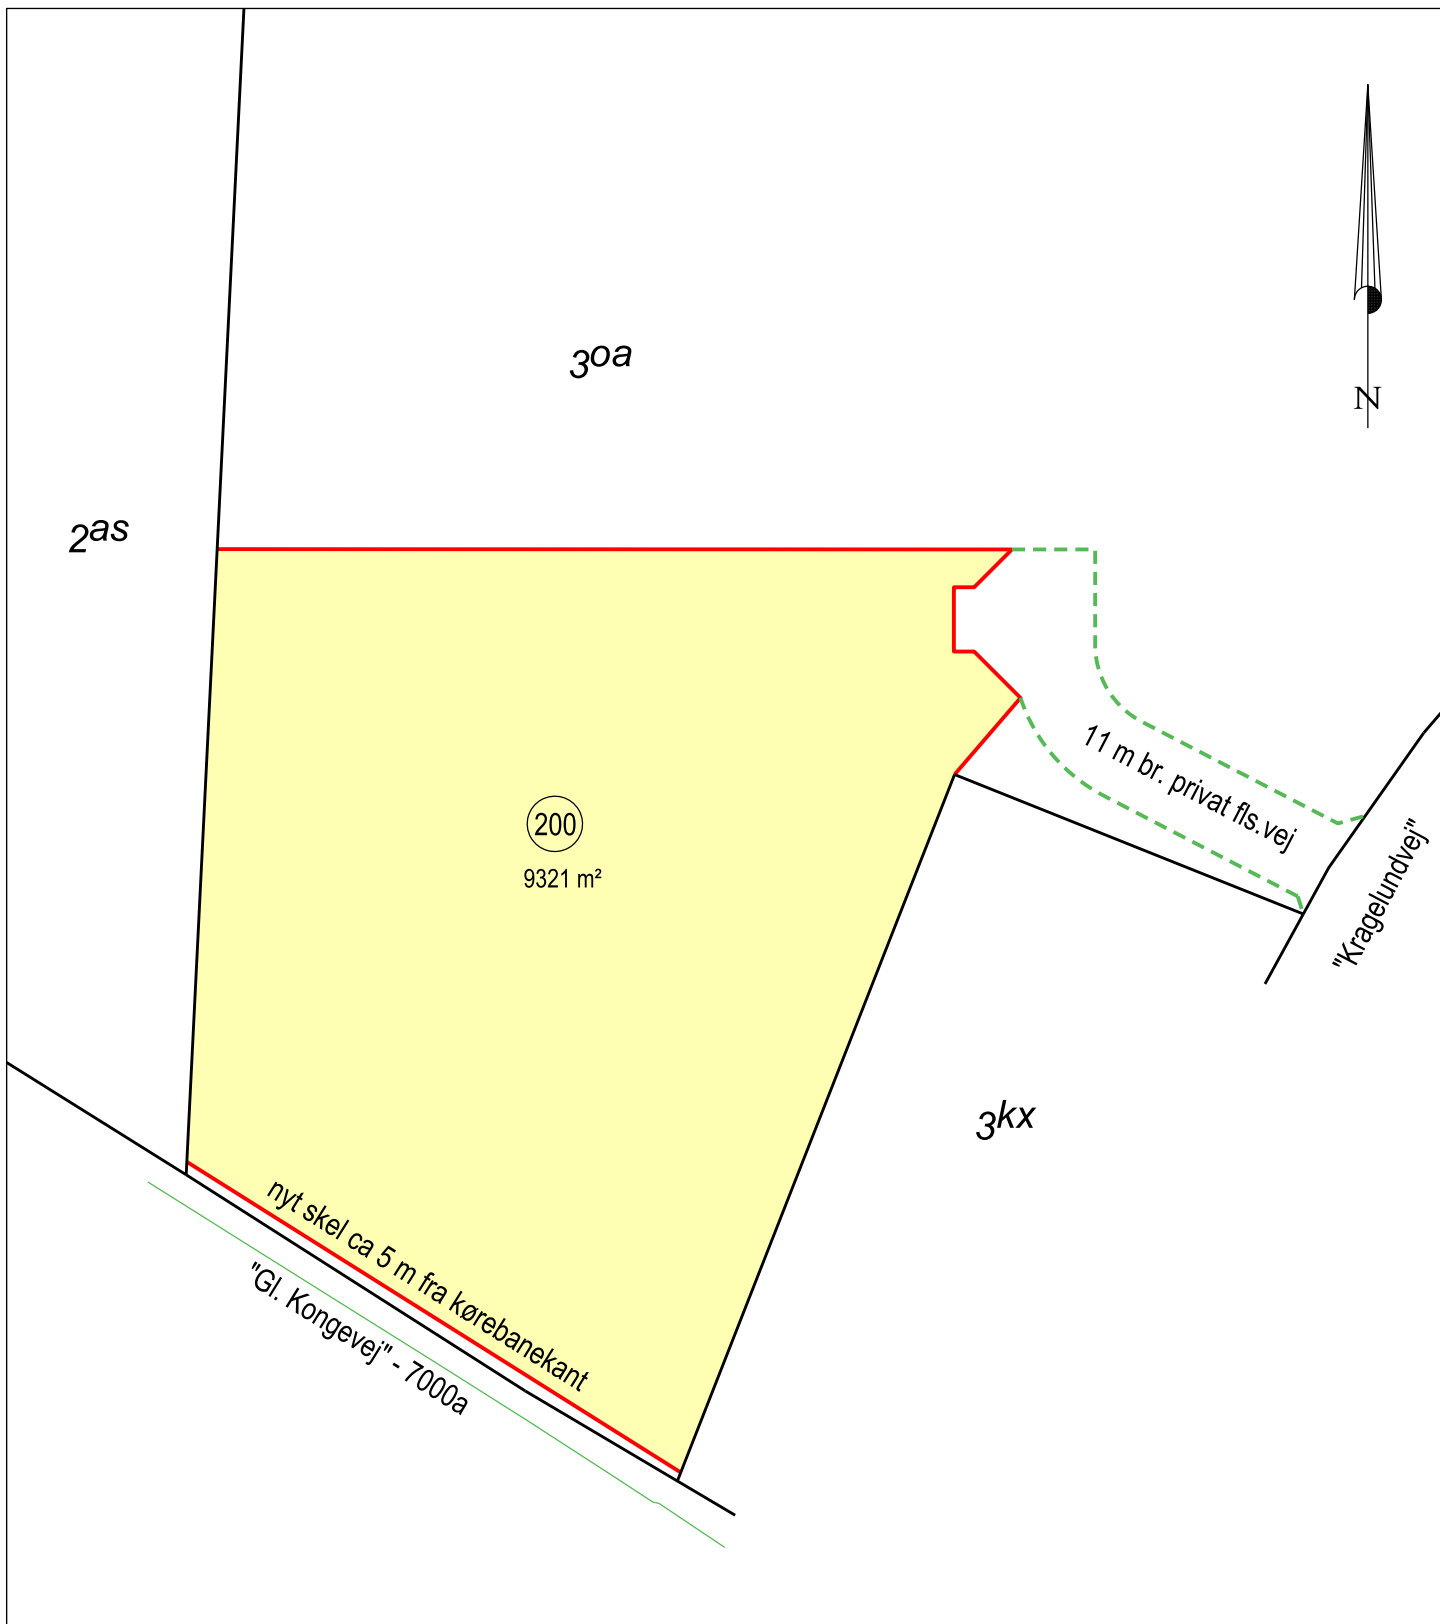 3oa
N
2as
11 m br. privat fls.vej
200
9321 m²
"Kragelundvej"
3kx
nyt skel ca 5 m fra kørebanekant
"Gl. Kongevej" - 7000a